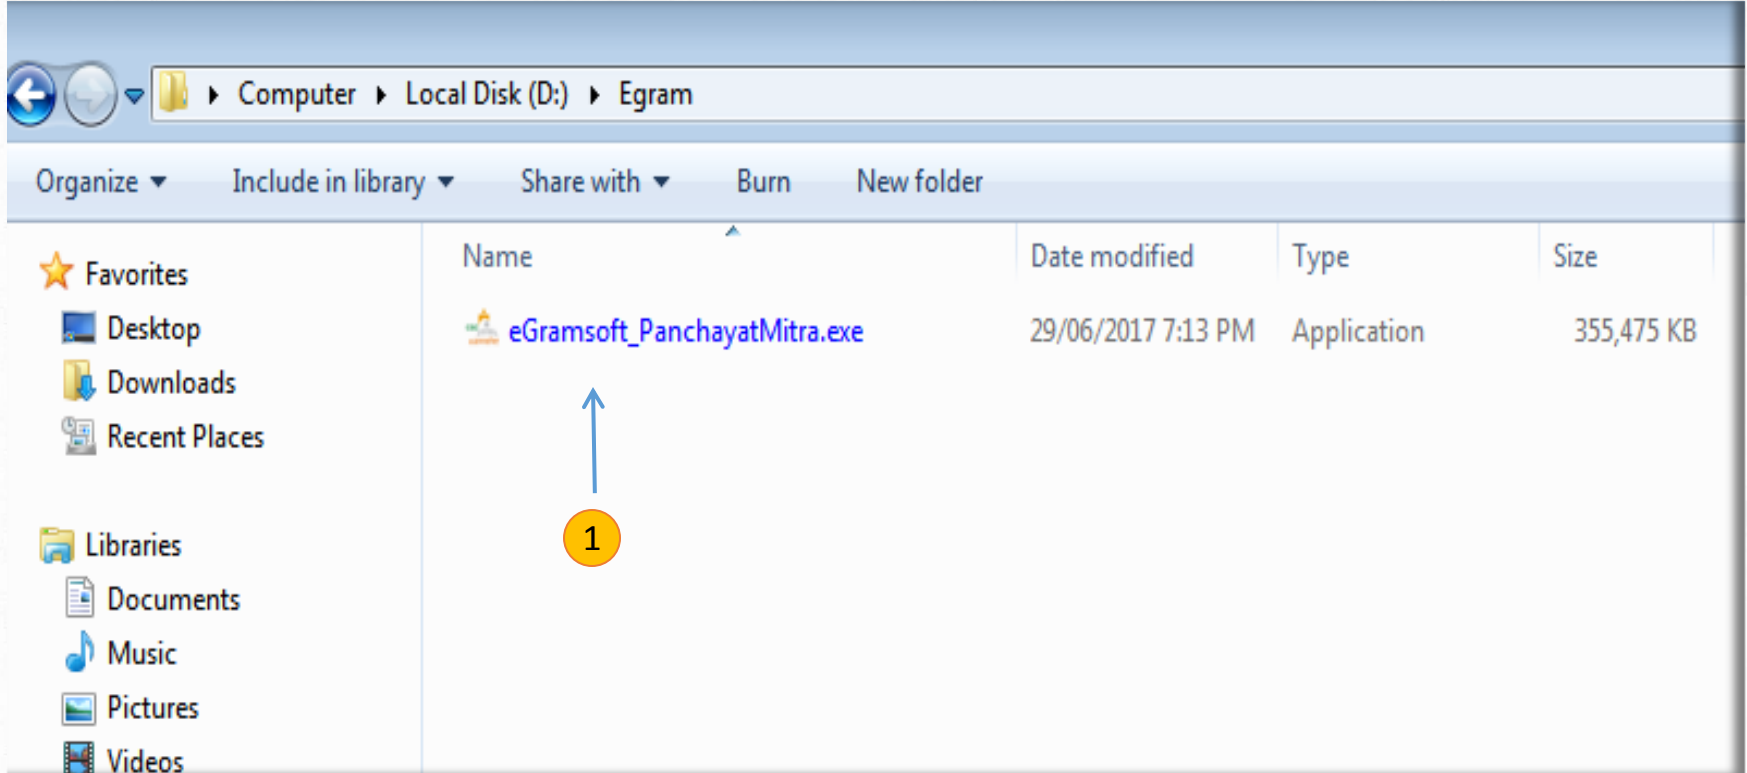 Computer Local Disk (D:) Egram
Organize Include in library Share with Burn New folder
Name Date modified Type Size
eGramsoft_PanchayatMitra.exe 29/06/2017 7:13 PM Application 355,475 KB
1
Favorites
Desktop
Downloads
Recent Places
Libraries
Documents
Music
Pictures
Videos